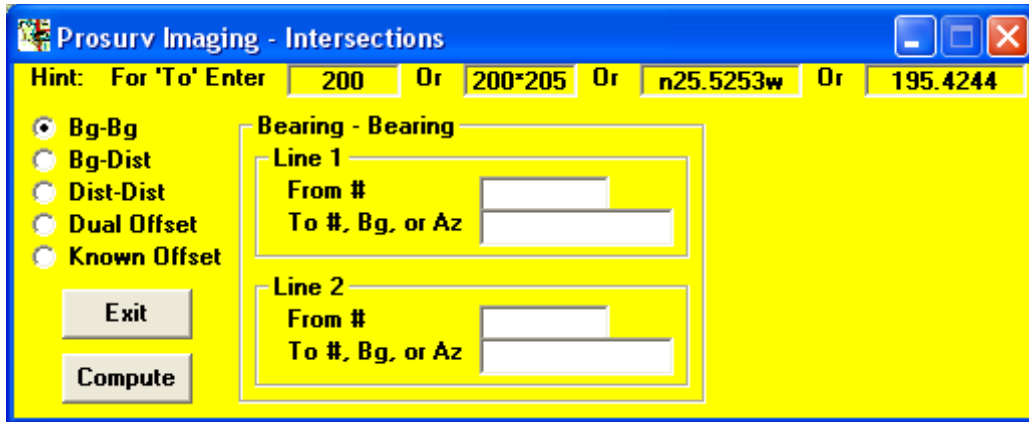 Prosurv Imaging - Intersections
Hint: For 'To' Enter 200 Or 200*205 Or n25.5253w Or 195.4244
Bg-Bg
Bg-Dist
Dist-Dist
Dual Offset
Known Offset
Exit
Compute
Bearing - Bearing
Line 1
From #
To #, Bg, or Az
Line 2
From #
To #, Bg, or Az